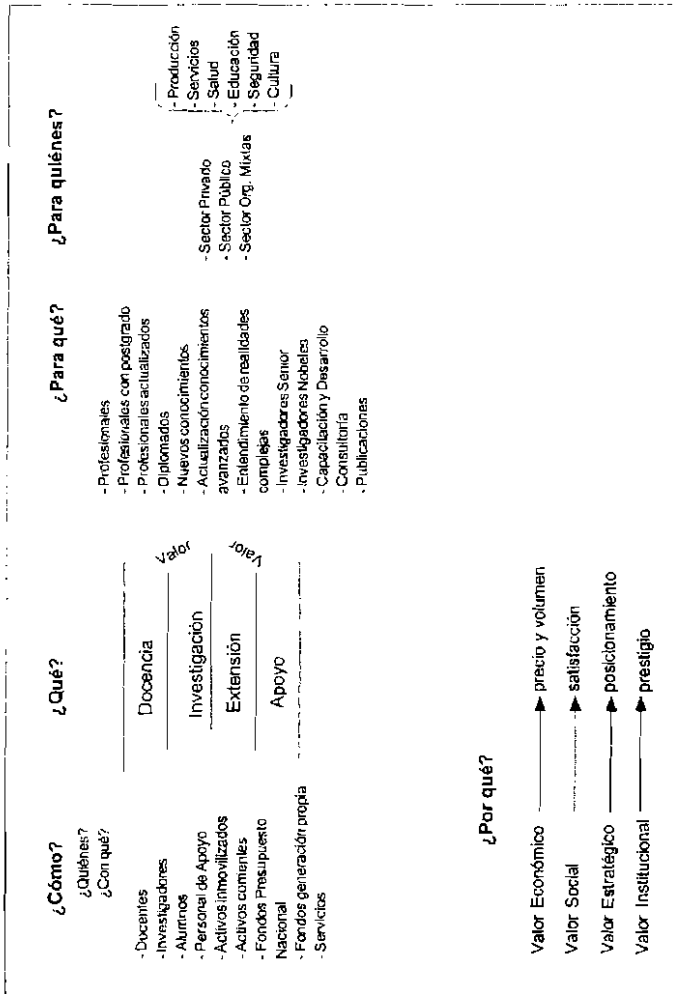 ¿Cómo?
¿Quiénes?
¿Con qué?
- Docentes
- Investigadores
- Alumnos
- Personal de Apoyo
- Activos inmovilizados
- Activos corrientes
- Fondos Presupuesto
Nacional
- Fondos generación propia
- Servicios
¿Qué?
Docencia
Investigación
Extensión
Apoyo
Valor
Valor
¿Para qué?
- Profesionales
- Profesionales con postgrado
- Profesionales actualizados
- Diplomados
- Nuevos conocimientos
- Actualización conocimientos
avanzados
- Entendimiento de realidades
complejas
- Investigadores Senior
- Investigadores Nobeles
- Capacitación y Desarrollo
- Consultoría
- Publicaciones
¿Para quiénes?
- Sector Privado
- Sector Público
- Sector Org. Mixtas
- Producción
- Servicios
- Salud
- Educación
- Seguridad
- Cultura
¿Por qué?
Valor Económico precio y volumen
Valor Social satisfacción
Valor Estratégico posicionamiento
Valor Institucional prestigio